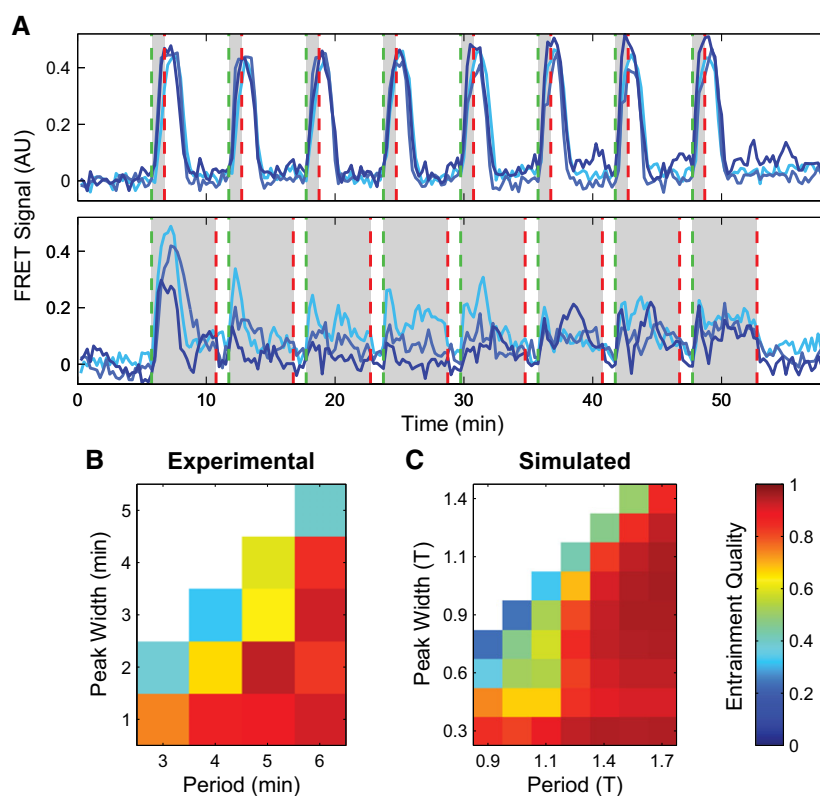 A
FRET Signal (AU)
0.4
0.2
0
0.4
0.2
0
0 10 20 30 40 50
Time (min)
B Experimental
Peak Width (min)
5
4
3
2
1
3 4 5 6
Period (min)
C Simulated
Peak Width (T)
1.4
1.1
0.9
0.6
0.3
0.9 1.1 1.4 1.7
Period (T)
Entrainment Quality
1
0.8
0.6
0.4
0.2
0